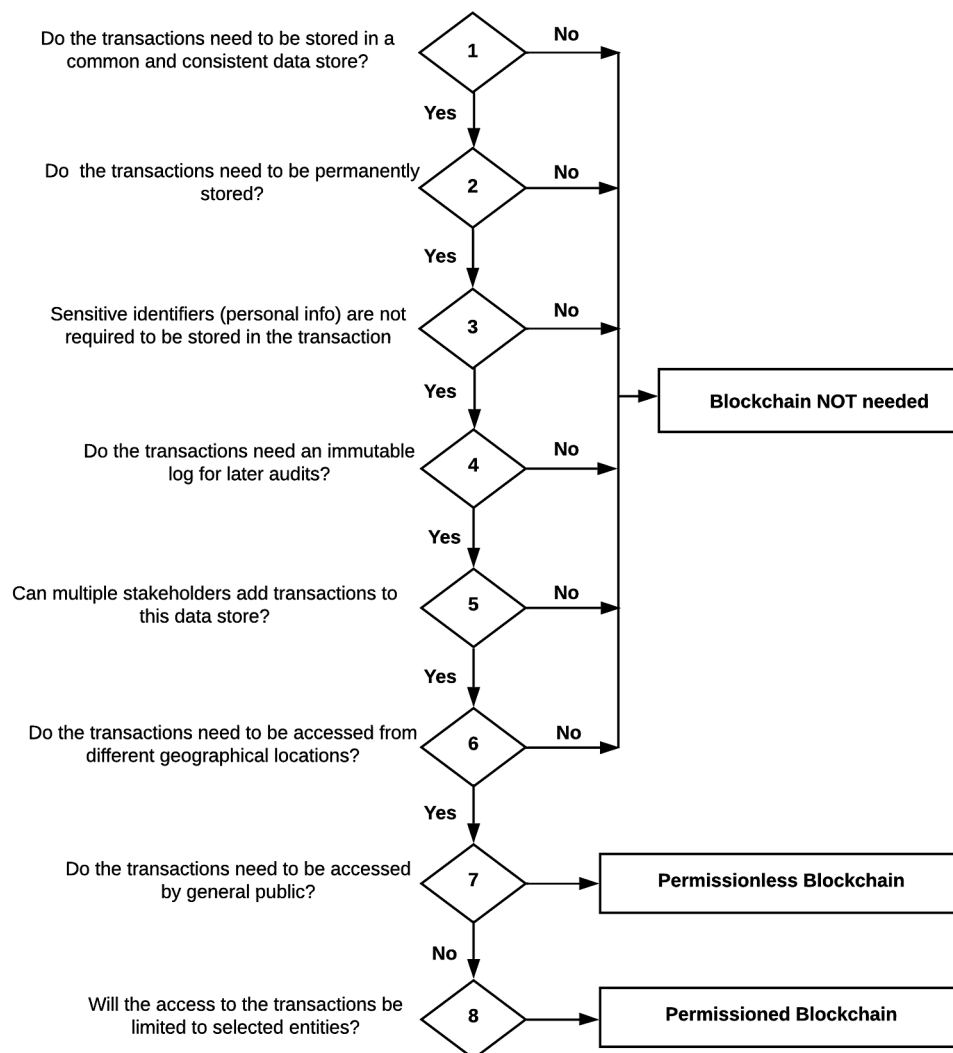 Do the transactions need to be stored in a
common and consistent data store?
1
No
Yes
Do the transactions need to be permanently
stored?
2
No
Yes
Sensitive identifiers (personal info) are not
required to be stored in the transaction
3
No
Yes
Blockchain NOT needed
Do the transactions need an immutable
log for later audits?
4
No
Yes
Can multiple stakeholders add transactions to
this data store?
5
No
Yes
Do the transactions need to be accessed from
different geographical locations?
6
No
Yes
Do the transactions need to be accessed
by general public?
7
Permissionless Blockchain
No
Will the access to the transactions be
limited to selected entities?
8
Permissioned Blockchain